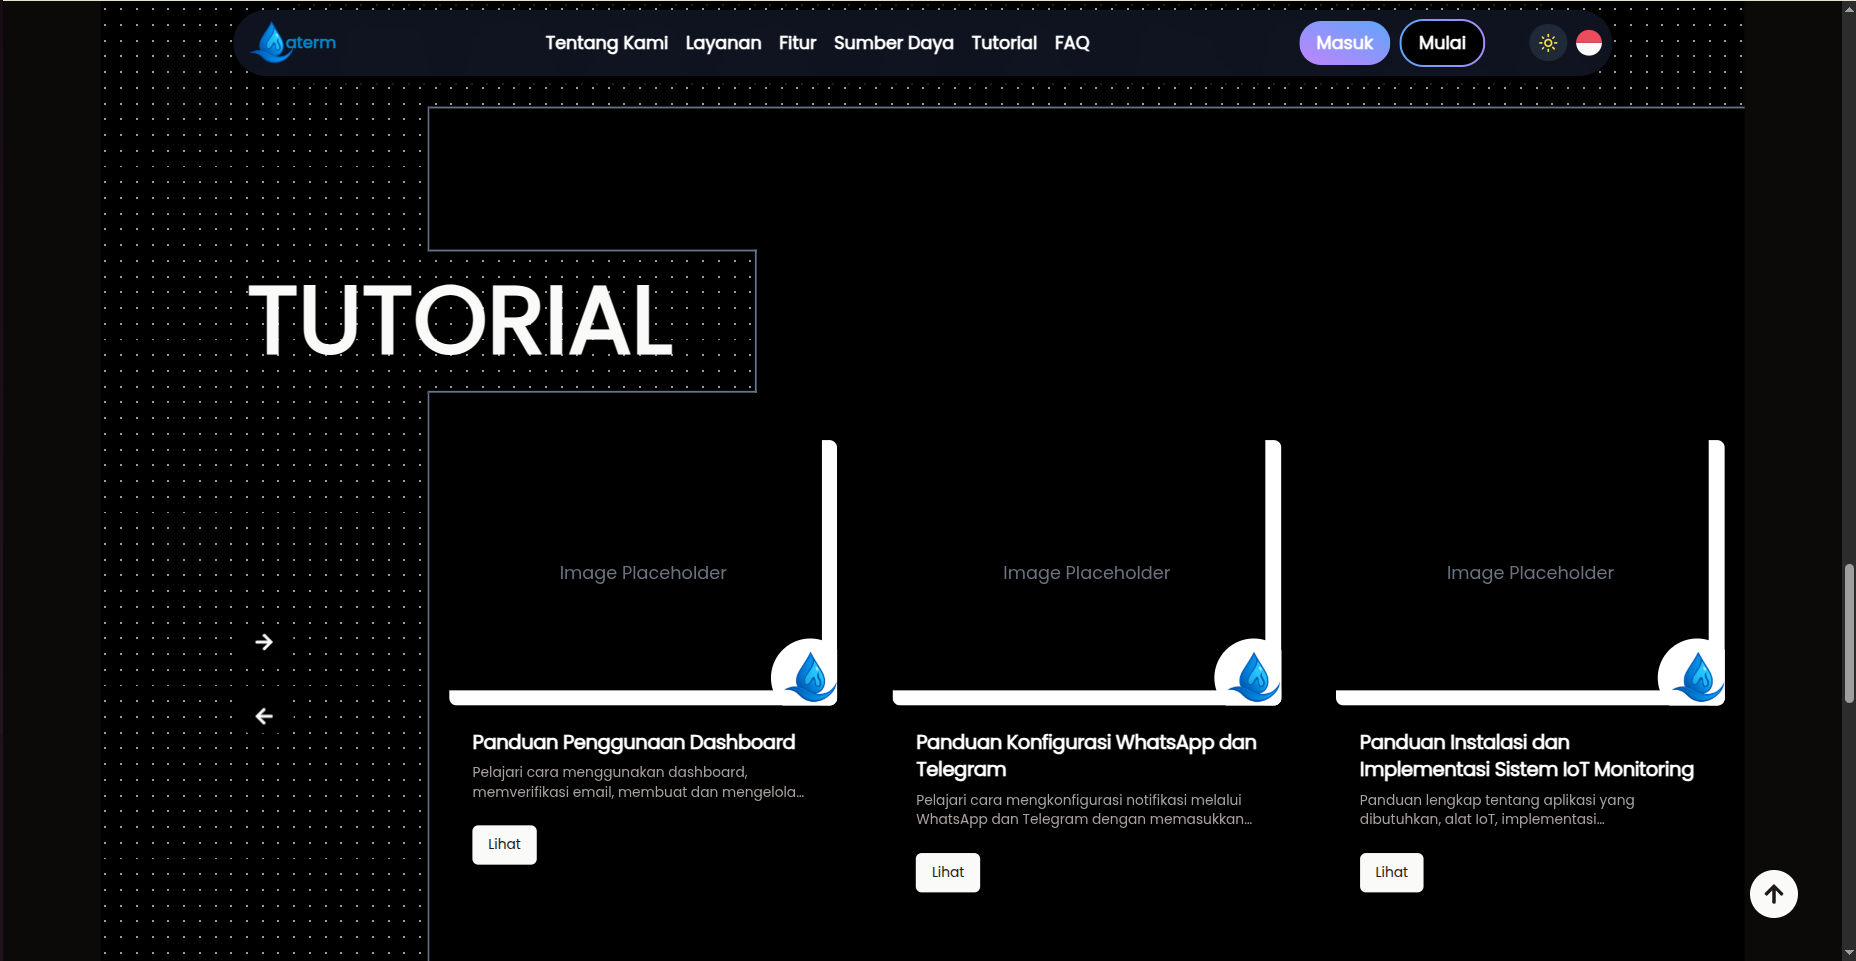 aterm
Tentang Kami Layanan Fitur Sumber Daya Tutorial FAQ
Masuk Mulai
TUTORIAL
Image Placeholder
Image Placeholder
Image Placeholder
Panduan Penggunaan Dashboard
Pelajari cara menggunakan dashboard,
memverifikasi email, membuat dan mengelola...
Lihat
Panduan Konfigurasi WhatsApp dan
Telegram
Pelajari cara mengkonfigurasi notifikasi melalui
WhatsApp dan Telegram dengan memasukkan...
Lihat
Panduan Instalasi dan
Implementasi Sistem IoT Monitoring
Panduan lengkap tentang aplikasi yang
dibutuhkan, alat IoT, implementasi...
Lihat